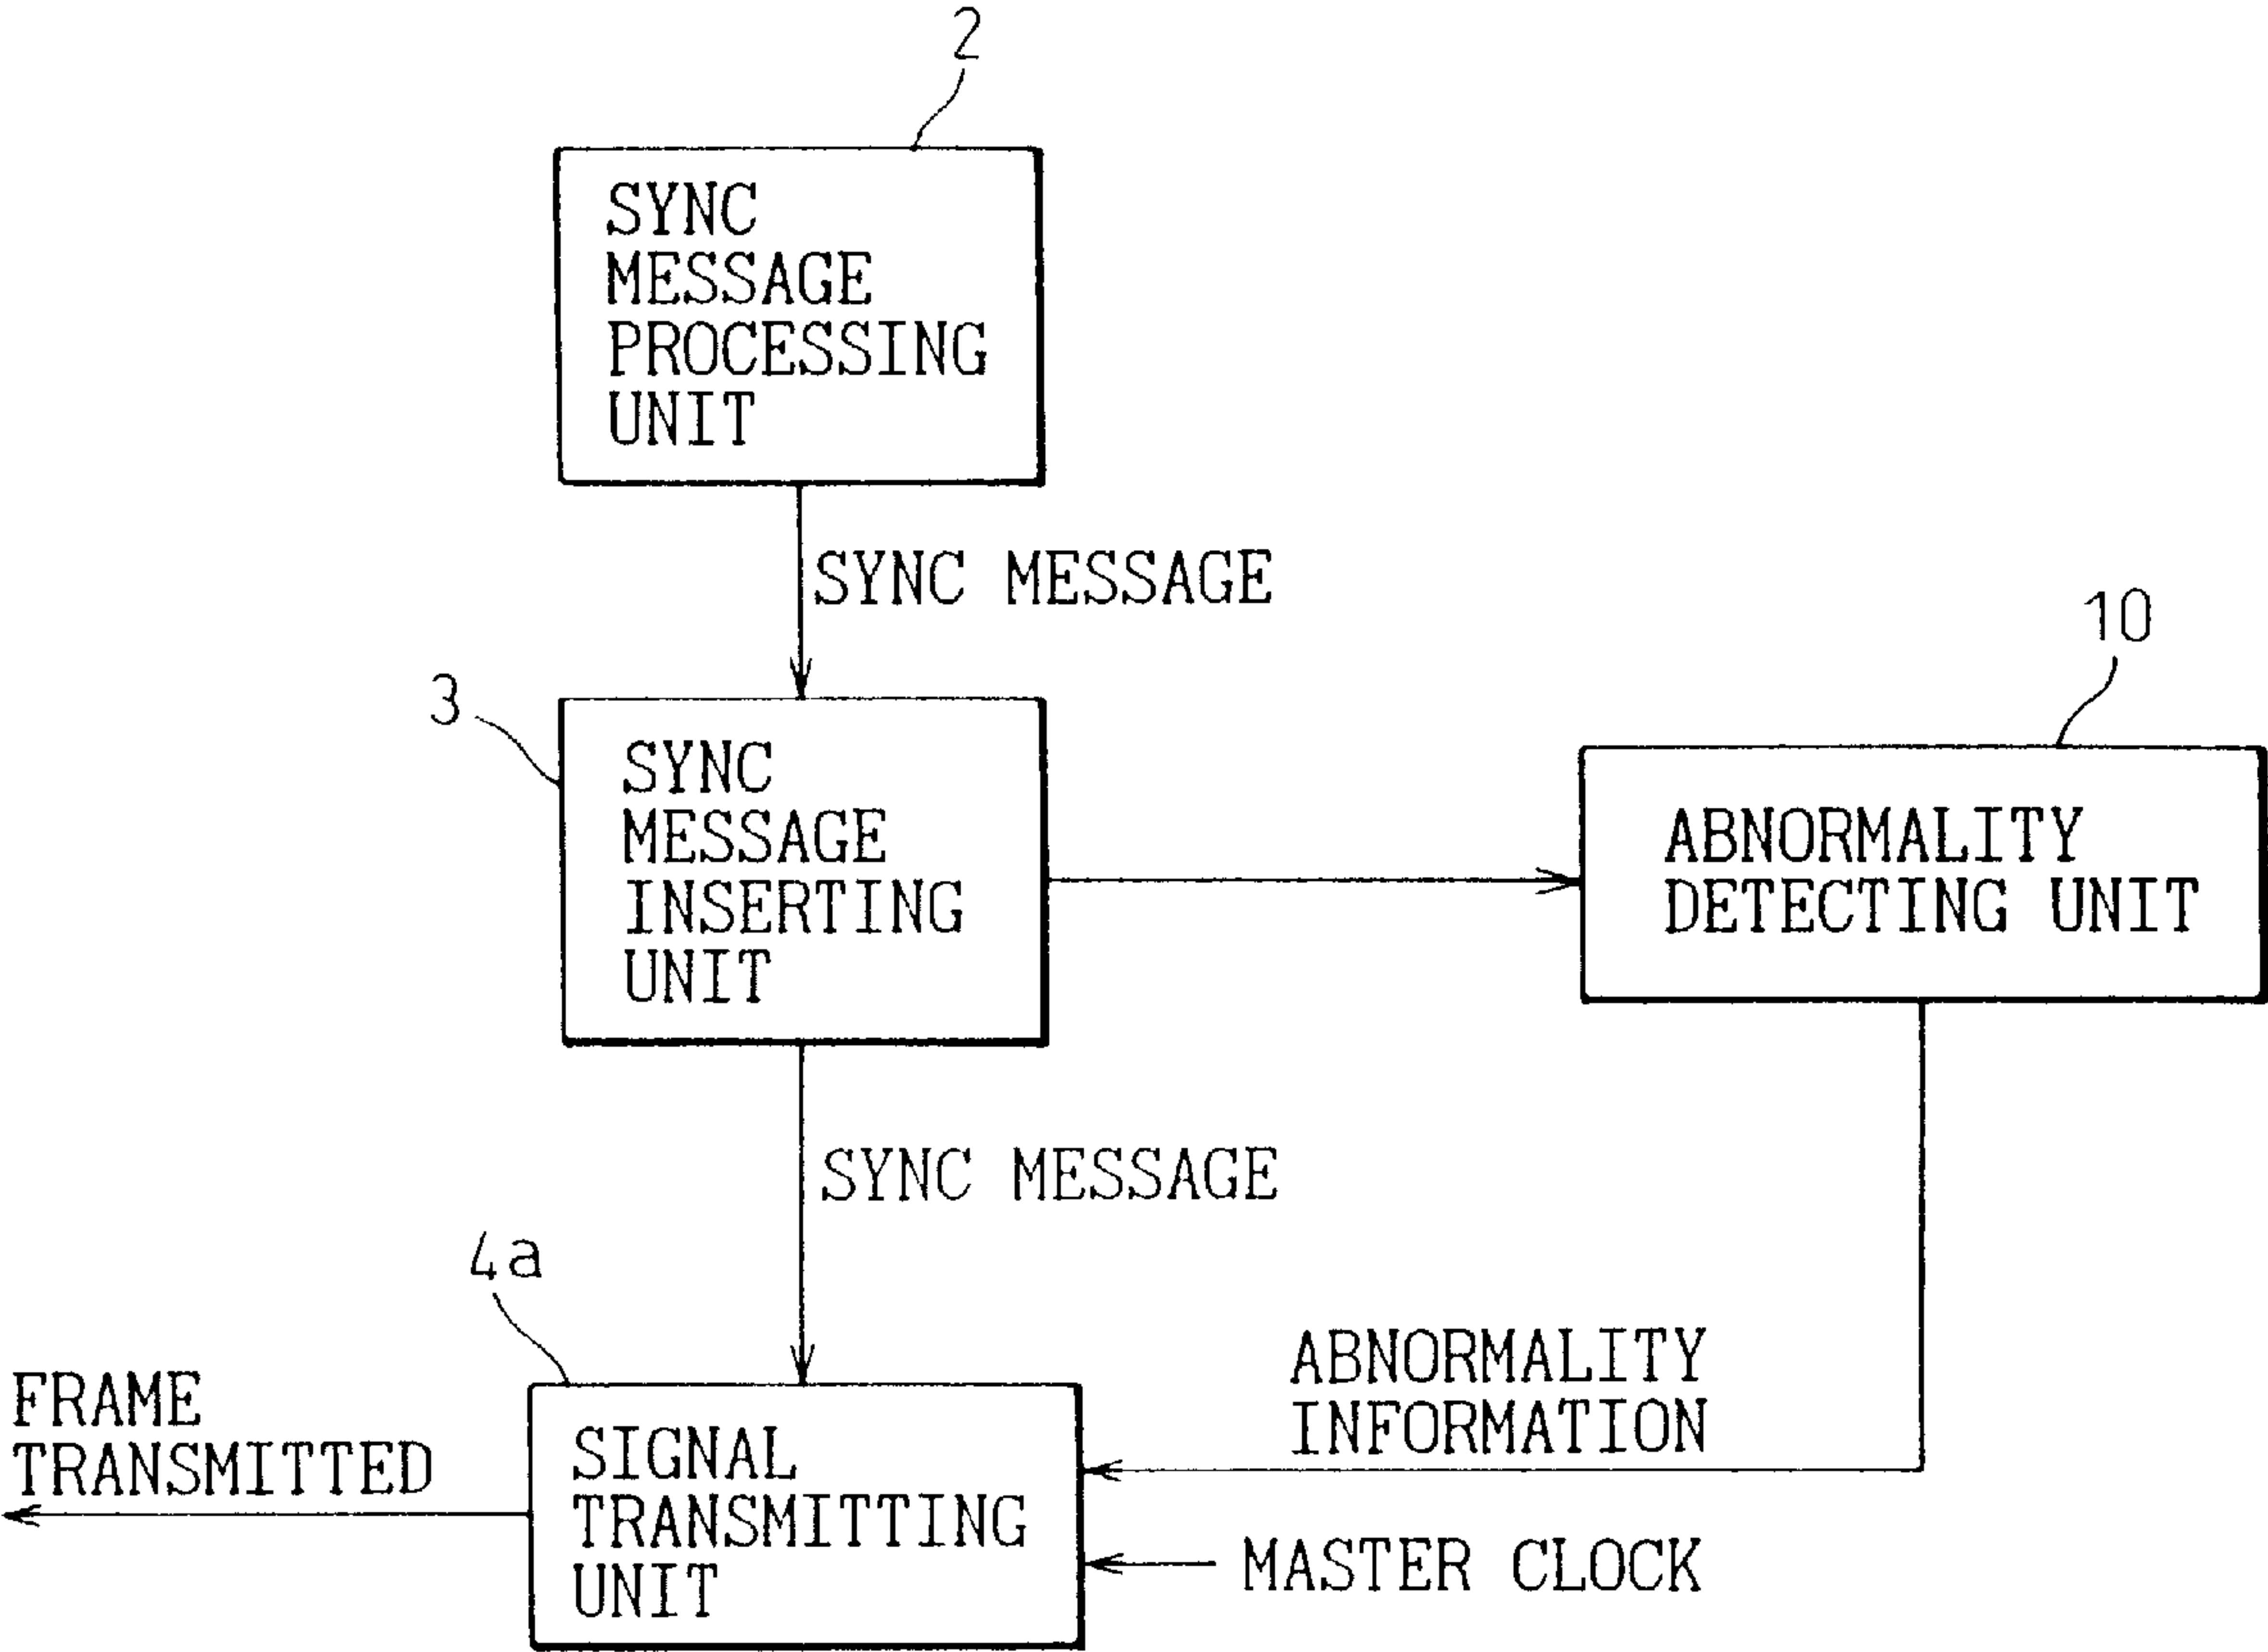 2
SYNC
MESSAGE
PROCESSING
UNIT
SYNC MESSAGE
10
3
SYNC
MESSAGE
INSERTING
UNIT
ABNORMALITY
DETECTING UNIT
SYNC MESSAGE
4a
FRAME
TRANSMITTED
SIGNAL
TRANSMITTING
UNIT
ABNORMALITY
INFORMATION
MASTER CLOCK